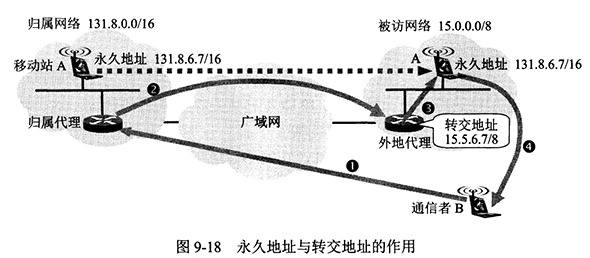 归属网络 131.8.0.0/16
被访网络 15.0.0.0/8
移动站 A
永久地址 131.8.6.7/16
A
永久地址
131.8.6.7/16
❷
❸
归属代理
广域网
外地代理
转交地址
15.5.6.7/8
❹
❶
通信者 B
图 9-18 永久地址与转交地址的作用